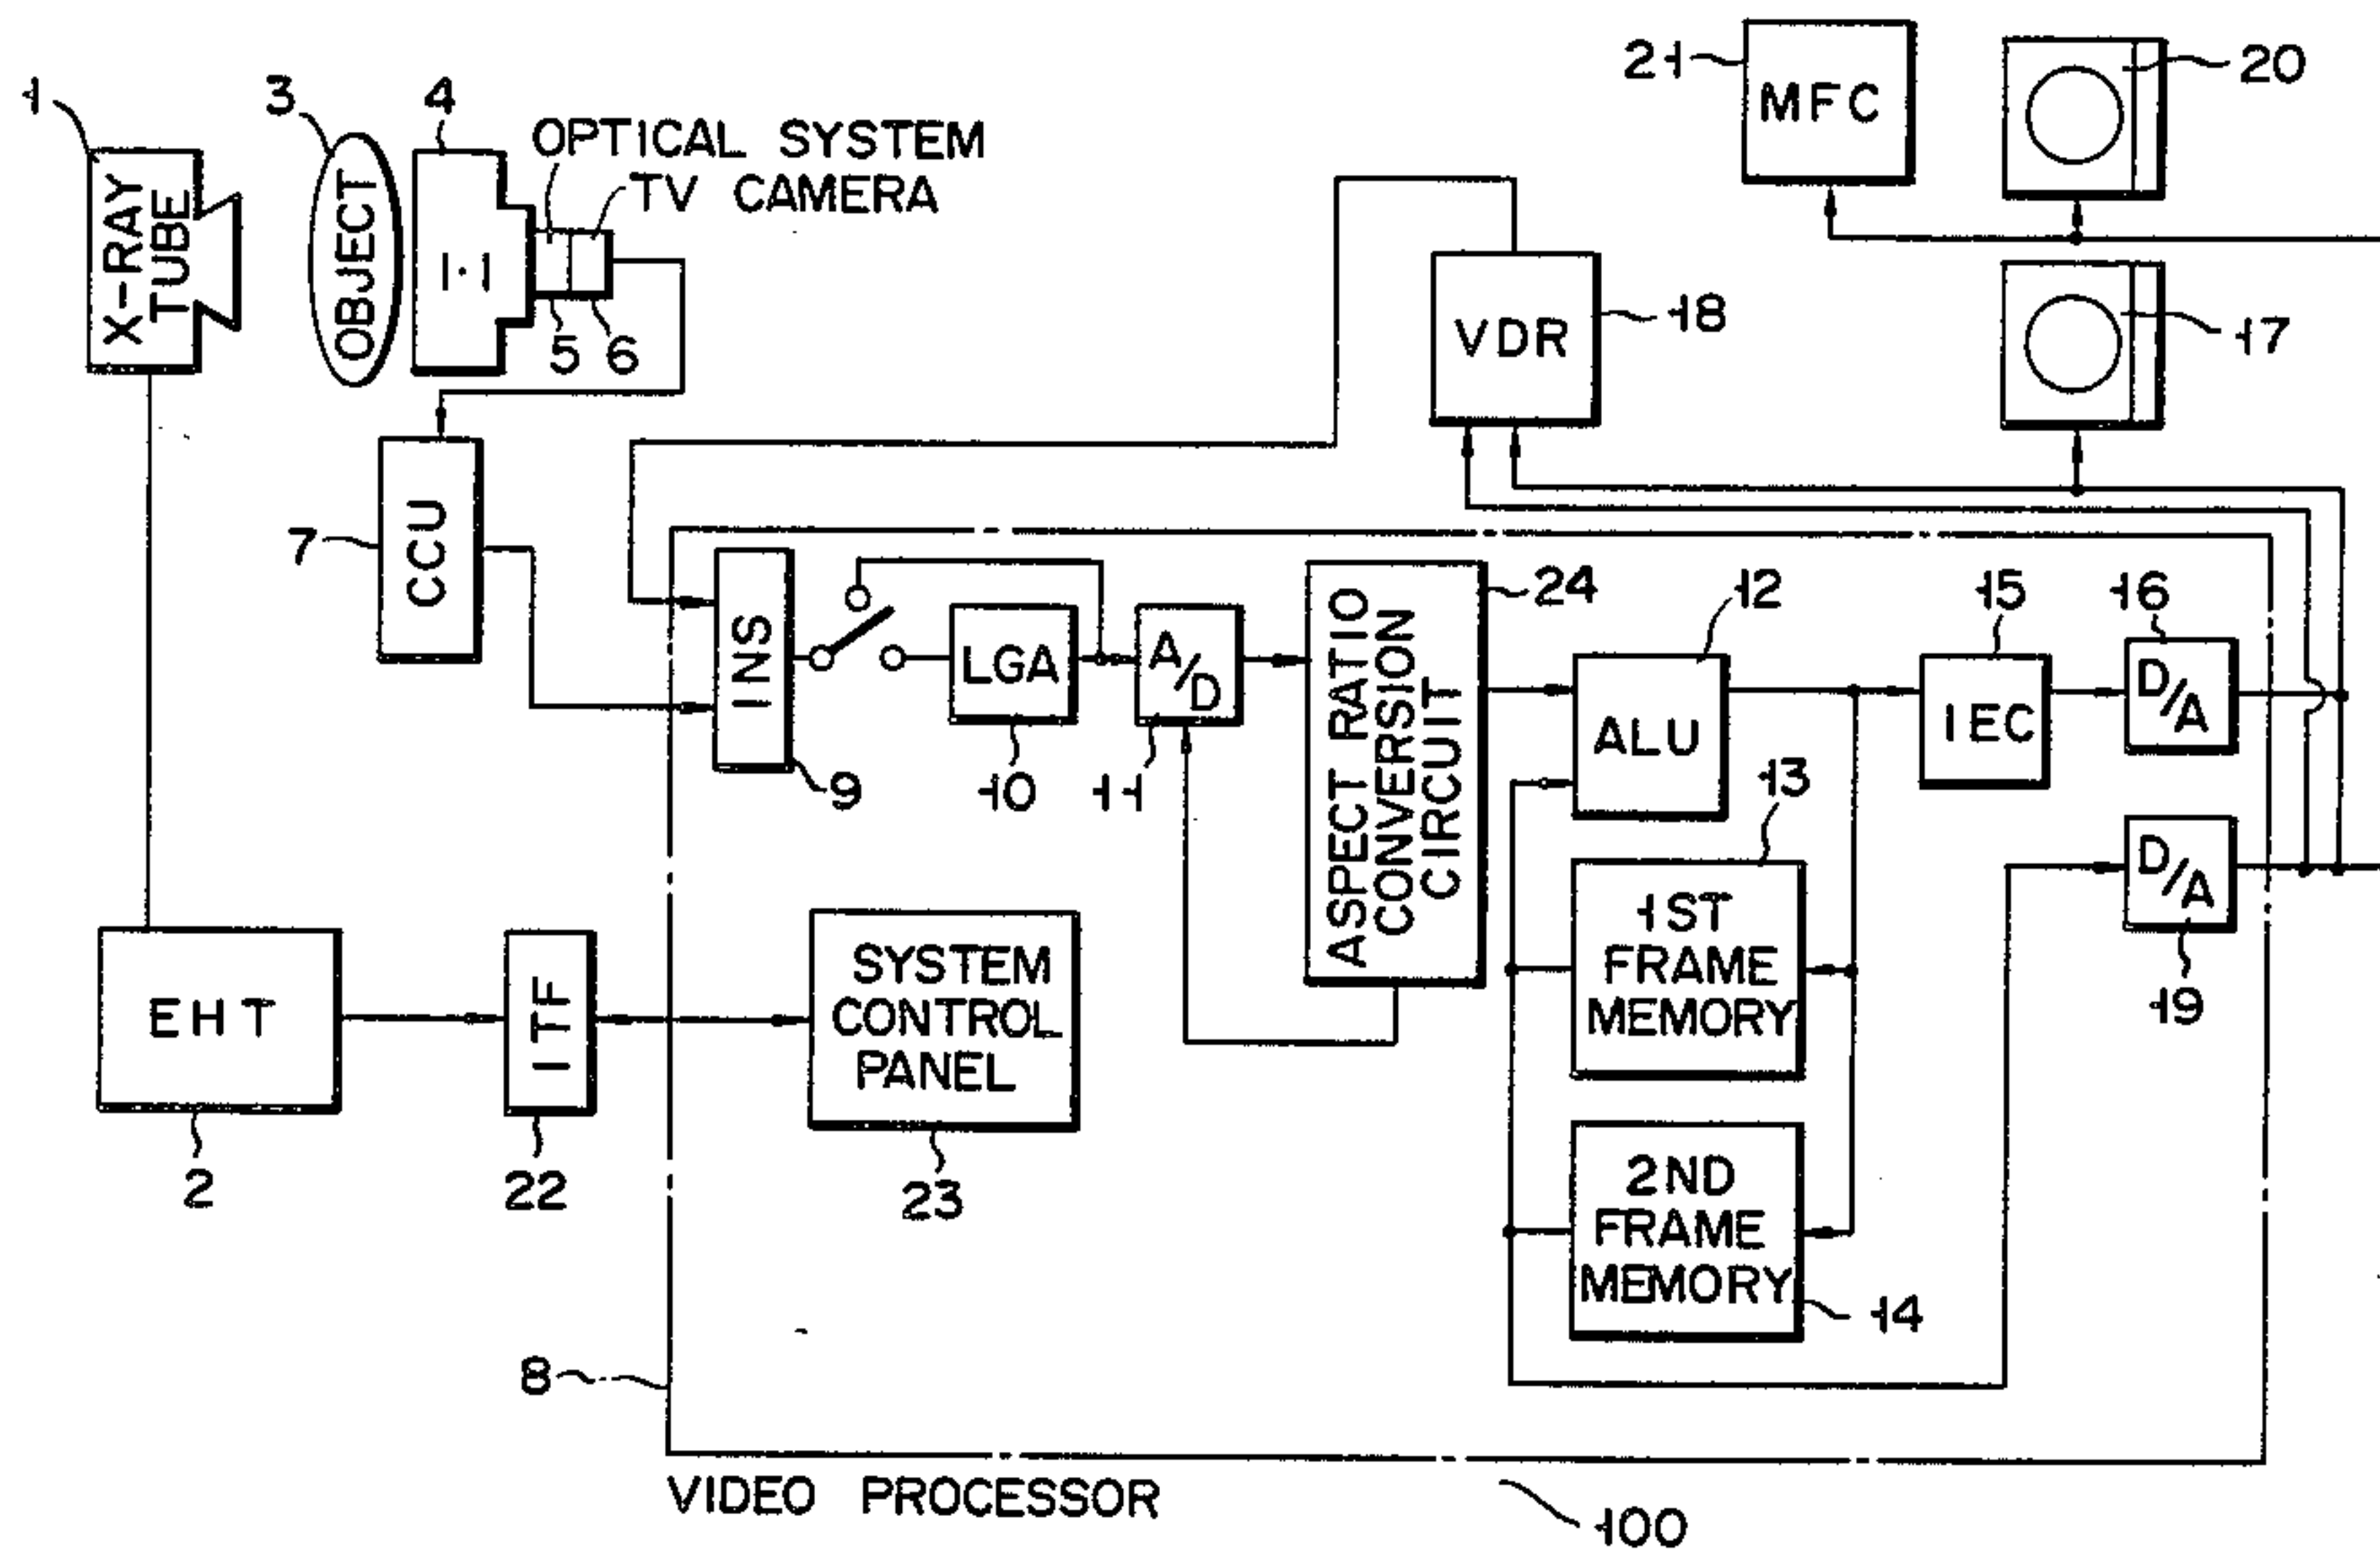 1
X-RAY
TUBE
3
OBJECT
4
I·I
OPTICAL SYSTEM
TV CAMERA
5
6
21
MFC
20
17
VDR
18
7
CCU
INS
9
LGA
10
A/D
11
ASPECT RATIO
CONVERSION
CIRCUIT
24
12
ALU
15
IEC
16
D/A
13
1ST
FRAME
MEMORY
D/A
19
EHT
2
ITF
22
SYSTEM
CONTROL
PANEL
23
2ND
FRAME
MEMORY
14
8
VIDEO PROCESSOR
100